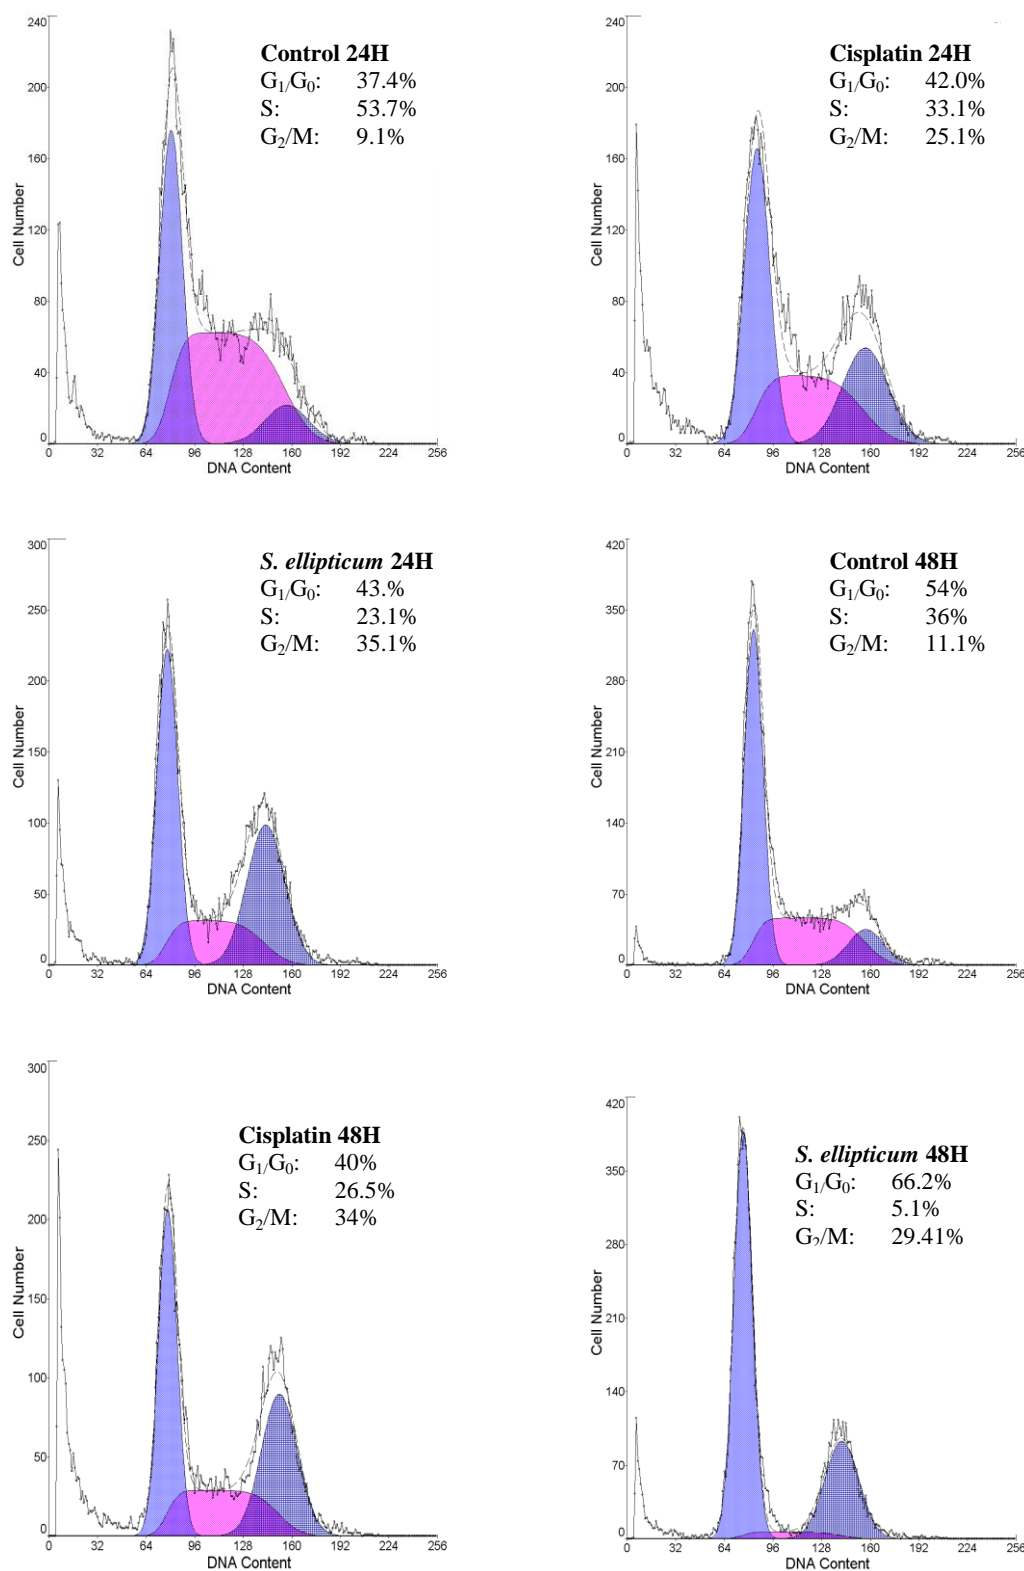 Control 24H
G1/G0: 37.4%
S: 53.7%
G2/M: 9.1%
240
200
160
120
80
40
0
Cell Number
0 32 64 96 128 160 192 224 256
DNA Content
Cisplatin 24H
G1/G0: 42.0%
S: 33.1%
G2/M: 25.1%
240
200
160
120
80
40
0
Cell Number
0 32 64 96 128 160 192 224 256
DNA Content
S. ellipticum 24H
G1/G0: 43.%
S: 23.1%
G2/M: 35.1%
300
250
200
150
100
50
0
Cell Number
0 32 64 96 128 160 192 224 256
DNA Content
Control 48H
G1/G0: 54%
S: 36%
G2/M: 11.1%
420
350
280
210
140
70
0
Cell Number
0 32 64 96 128 160 192 224 256
DNA Content
Cisplatin 48H
G1/G0: 40%
S: 26.5%
G2/M: 34%
300
250
200
150
100
50
0
Cell Number
0 32 64 96 128 160 192 224 256
DNA Content
S. ellipticum 48H
G1/G0: 66.2%
S: 5.1%
G2/M: 29.41%
420
350
280
210
140
70
0
Cell Number
0 32 64 96 128 160 192 224 256
DNA Content